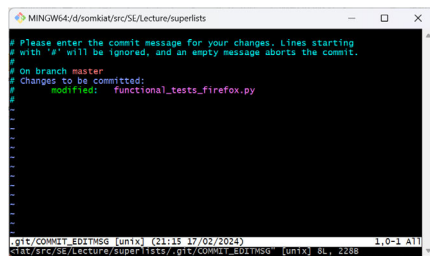 MINGW64:/d/somkiat/src/SE/Lecture/superlists
# Please enter the commit message for your changes. Lines starting
# with '#' will be ignored, and an empty message aborts the commit.
#
# On branch master
# Changes to be committed:
#       modified:   functional_tests_firefox.py
#
~
~
~
~
~
~
~
~
~
~
~
~
.git/COMMIT_EDITMSG [unix] (21:15 17/02/2024) 1,0-1 All
<iat/src/SE/Lecture/superlists/.git/COMMIT_EDITMSG" [unix] 8L, 228B